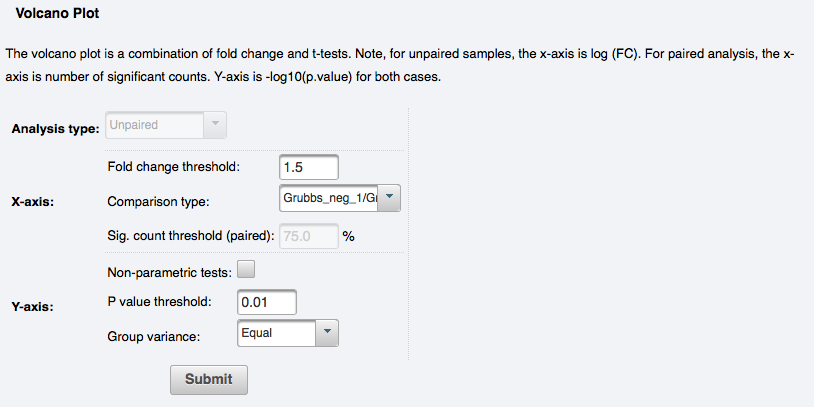 Volcano Plot
The volcano plot is a combination of fold change and t-tests. Note, for unpaired samples, the x-axis is log (FC). For paired analysis, the x-
axis is number of significant counts. Y-axis is -log10(p.value) for both cases.
Analysis type: Unpaired
Fold change threshold: 1.5
X-axis: Comparison type: Grubbs_neg_1/G
Sig. count threshold (paired): 75.0 %
Non-parametric tests:
Y-axis: P value threshold: 0.01
Group variance: Equal
Submit